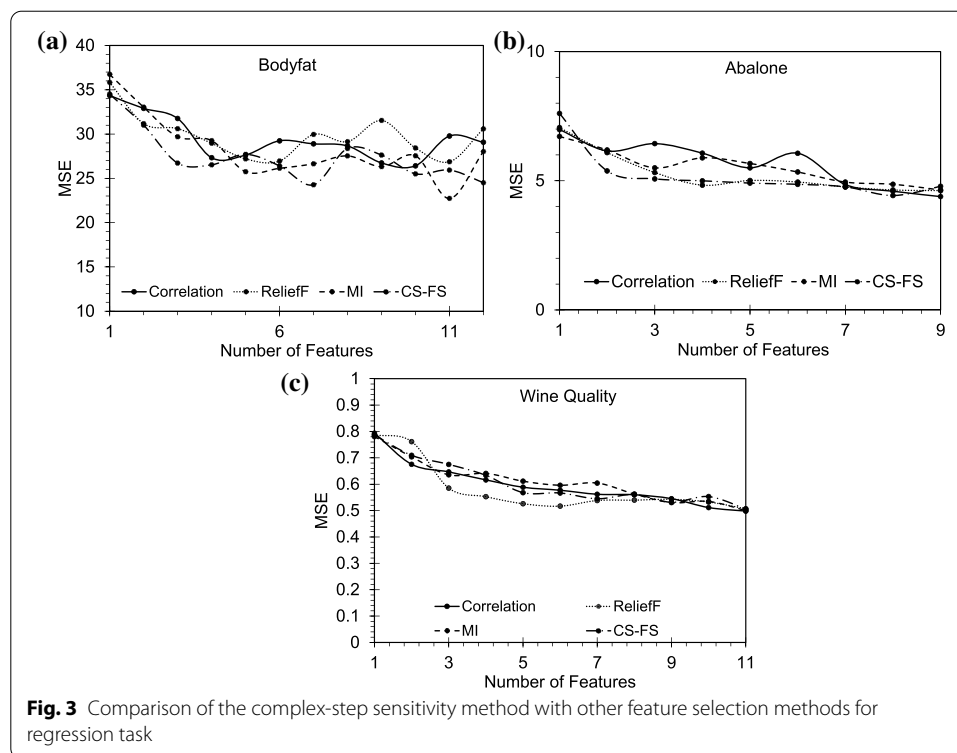 (a)
Bodyfat
40
35
30
25
20
15
10
MSE
Correlation ReliefF MI CS-FS
1 6 11
Number of Features
(b)
Abalone
10
5
0
MSE
Correlation ReliefF MI CS-FS
1 3 5 7 9
Number of Features
(c)
Wine Quality
1
0.9
0.8
0.7
0.6
0.5
0.4
0.3
0.2
0.1
0
MSE
Correlation ReliefF
MI CS-FS
1 3 5 7 9 11
Number of Features
Fig. 3 Comparison of the complex-step sensitivity method with other feature selection methods for
regression task